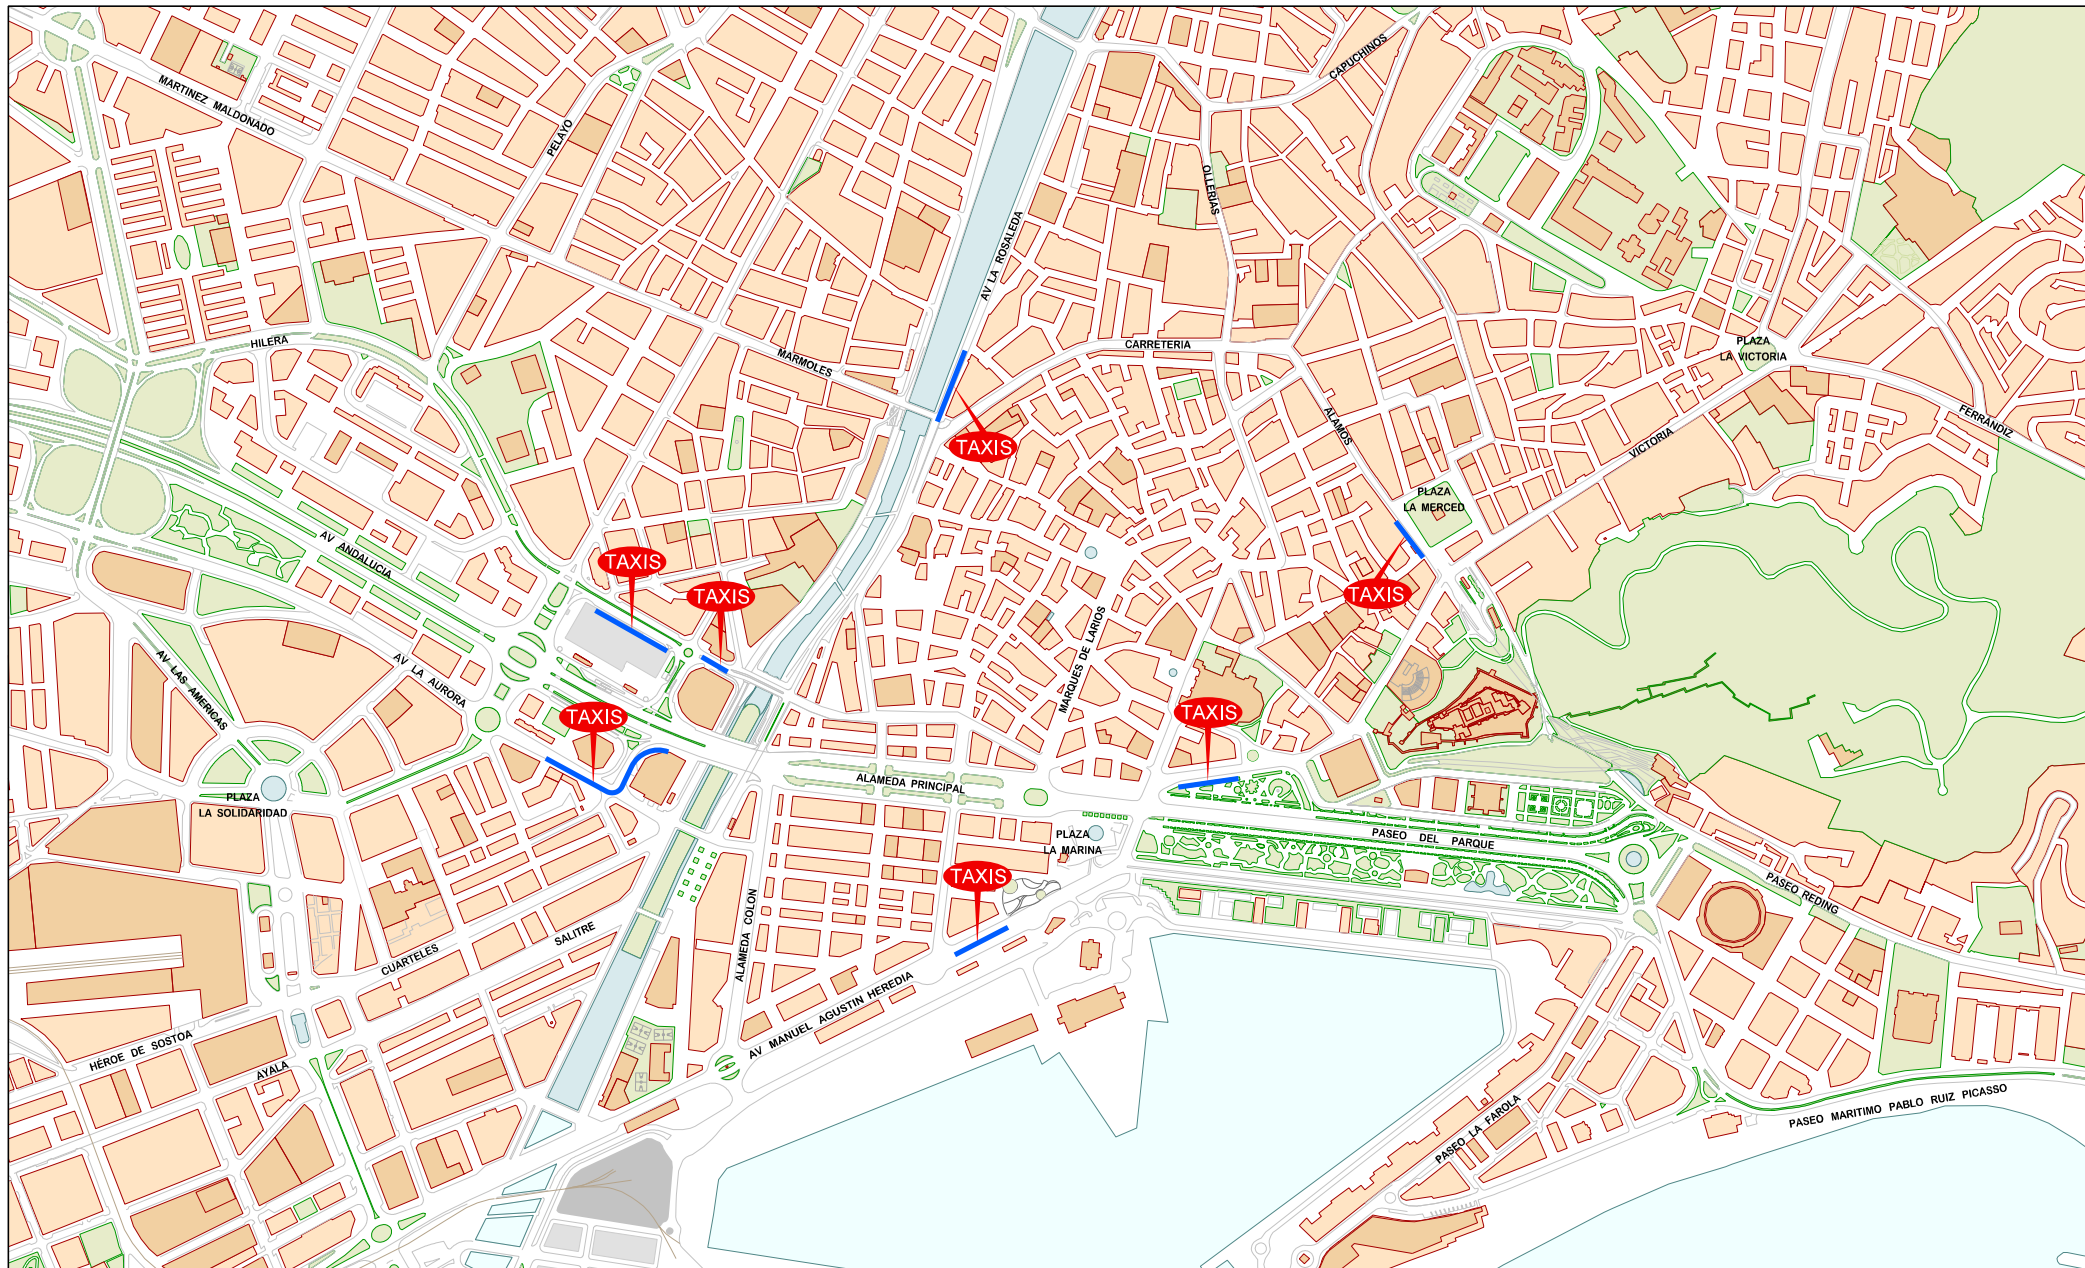 CAPUCHINOS
MARTINEZ MALDONADO
PELAYO
OLLERIAS
AV LA ROSALEDA
HILERA
MARMOLES
CARRETERIA
PLAZA
LA VICTORIA
ALAMOS
FERRANDIZ
VICTORIA
TAXIS
PLAZA
LA MERCED
AV ANDALUCIA
TAXIS
TAXIS
TAXIS
MARQUES DE LARIOS
AV LA AURORA
AV LAS AMERICAS
TAXIS
TAXIS
ALAMEDA PRINCIPAL
PLAZA
LA SOLIDARIDAD
PLAZA
LA MARINA
PASEO DEL PARQUE
TAXIS
PASEO REDING
ALAMEDA COLON
SALITRE
CUARTELES
AV MANUEL AGUSTIN HEREDIA
HÉROE DE SOSTOA
AYALA
PASEO LA FAROLA
PASEO MARITIMO PABLO RUIZ PICASSO